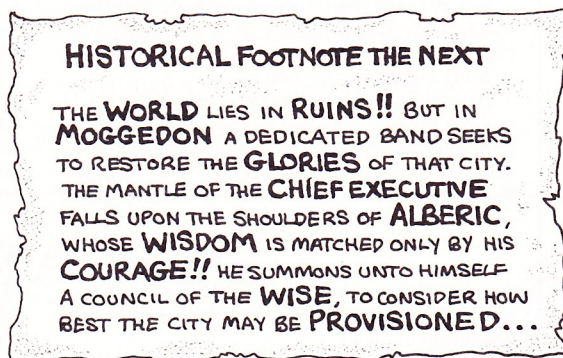 HISTORICAL FOOTNOTE THE NEXT
THE WORLD LIES IN RUINS!! BUT IN
MOGGEDON A DEDICATED BAND SEEKS
TO RESTORE THE GLORIES OF THAT CITY.
THE MANTLE OF THE CHIEF EXECUTIVE
FALLS UPON THE SHOULDERS OF ALBERIC,
WHOSE WISDOM IS MATCHED ONLY BY HIS
COURAGE!! HE SUMMONS UNTO HIMSELF
A COUNCIL OF THE WISE, TO CONSIDER HOW
BEST THE CITY MAY BE PROVISIONED...